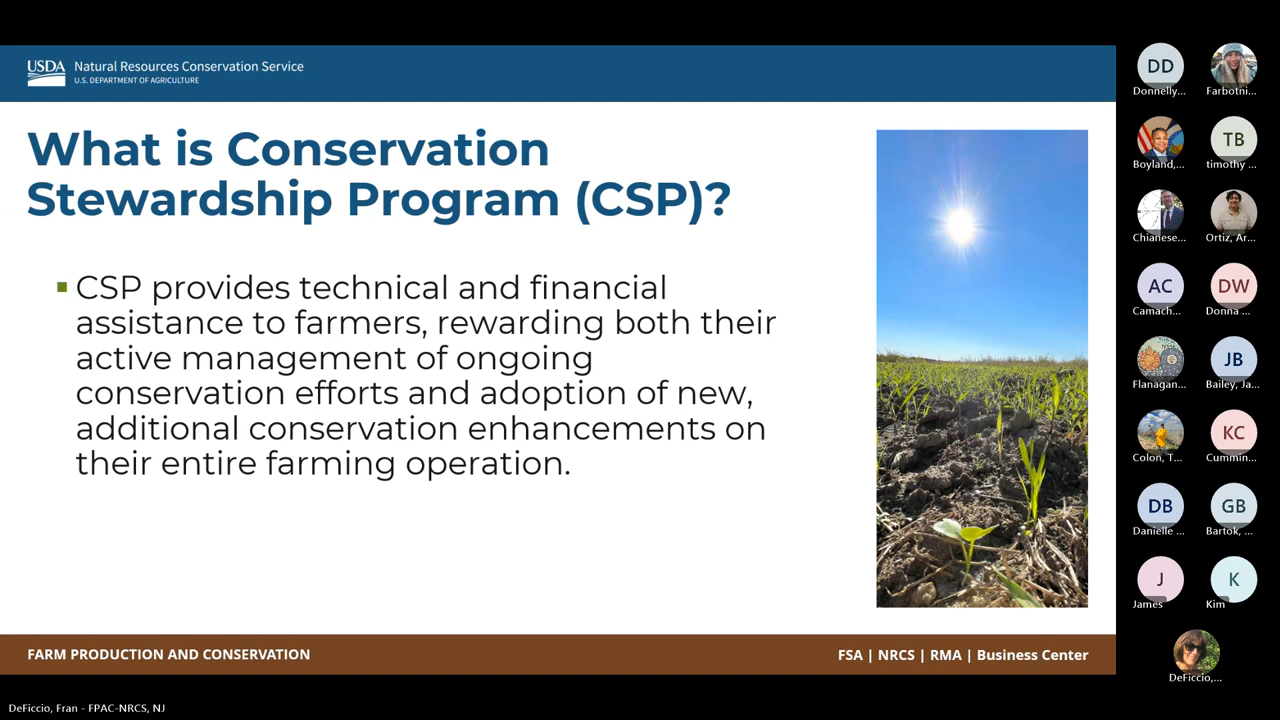 USDA Natural Resources Conservation Service
U.S. DEPARTMENT OF AGRICULTURE
What is Conservation
Stewardship Program (CSP)?
CSP provides technical and financial
assistance to farmers, rewarding both their
active management of ongoing
conservation efforts and adoption of new,
additional conservation enhancements on
their entire farming operation.
FARM PRODUCTION AND CONSERVATION
FSA | NRCS | RMA | Business Center
DeFiccio, Fran - FPAC-NRCS, NJ
DD
Donnelly...
Farbotni...
Boyland,...
TB
timothy ...
Chianese...
Ortiz, Ar...
AC
Camach...
DW
Donna ...
Flanagan...
JB
Bailey, Ja...
Colon, T...
KC
Cummin...
DB
Danielle ...
GB
Bartok, ...
J
James
K
Kim
DeFiccio,...